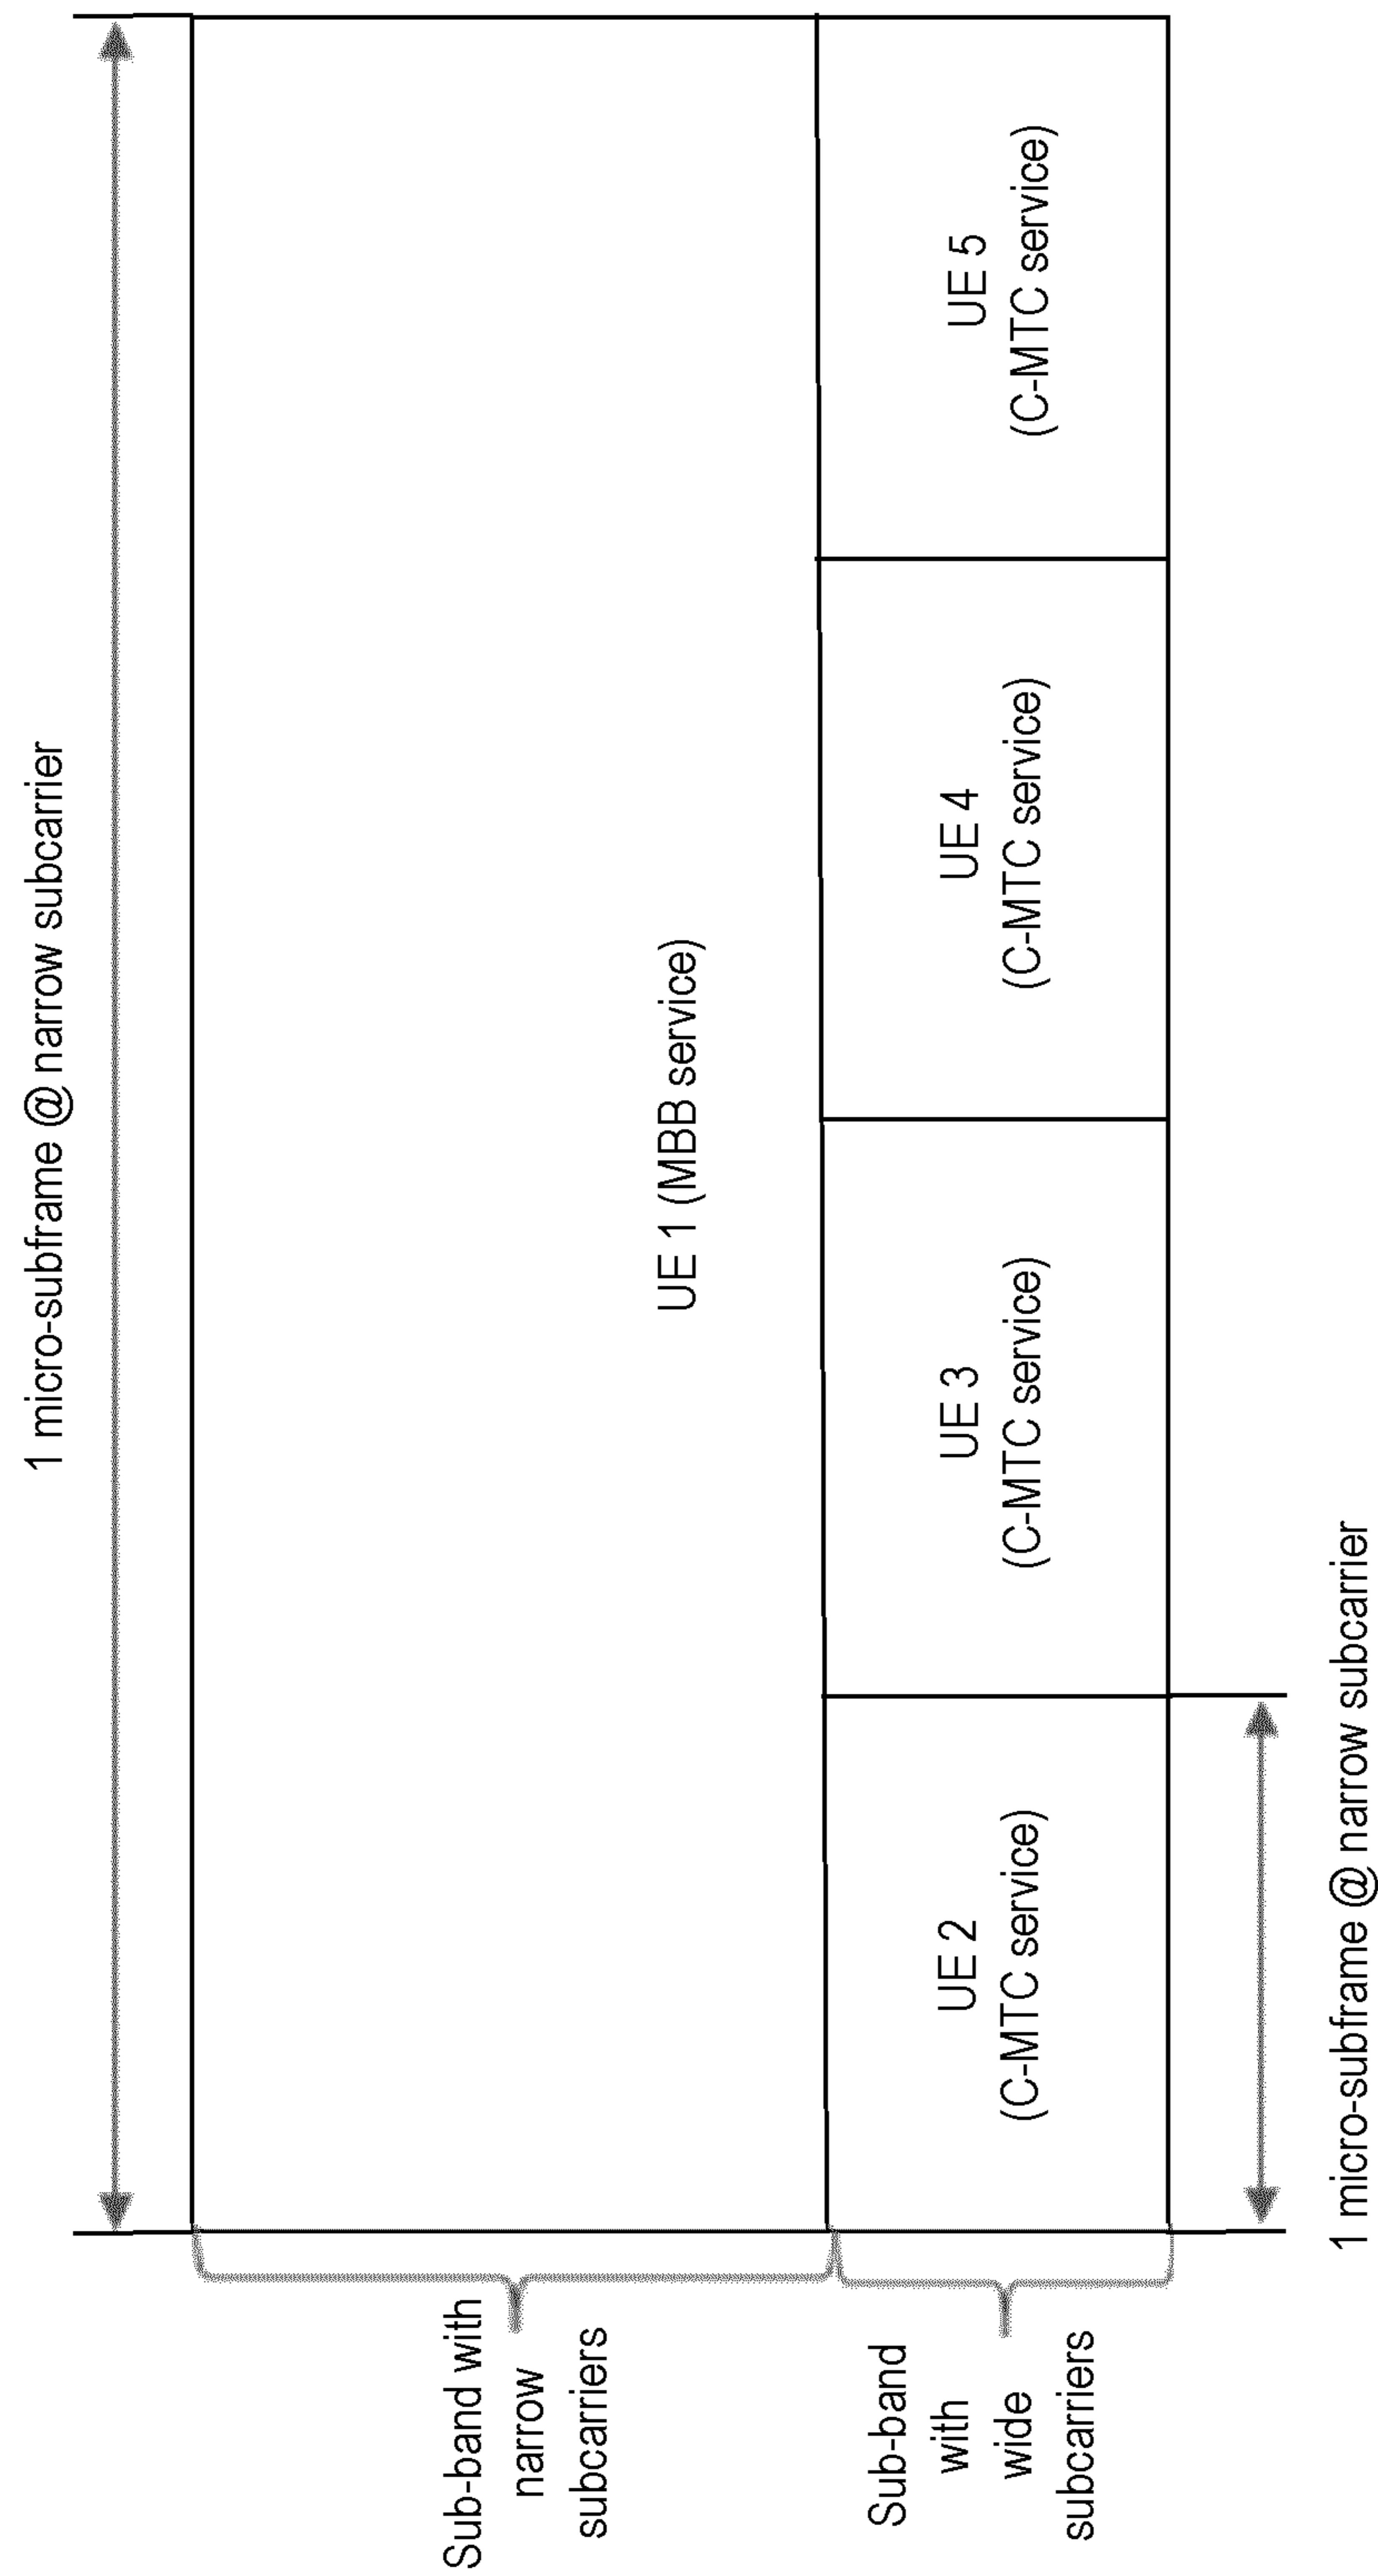 1 micro-subframe @ narrow subcarrier
Sub-band with
narrow
subcarriers
UE 1 (MBB service)
Sub-band
with
wide
subcarriers
UE 2
(C-MTC service)
UE 3
(C-MTC service)
UE 4
(C-MTC service)
UE 5
(C-MTC service)
1 micro-subframe @ narrow subcarrier